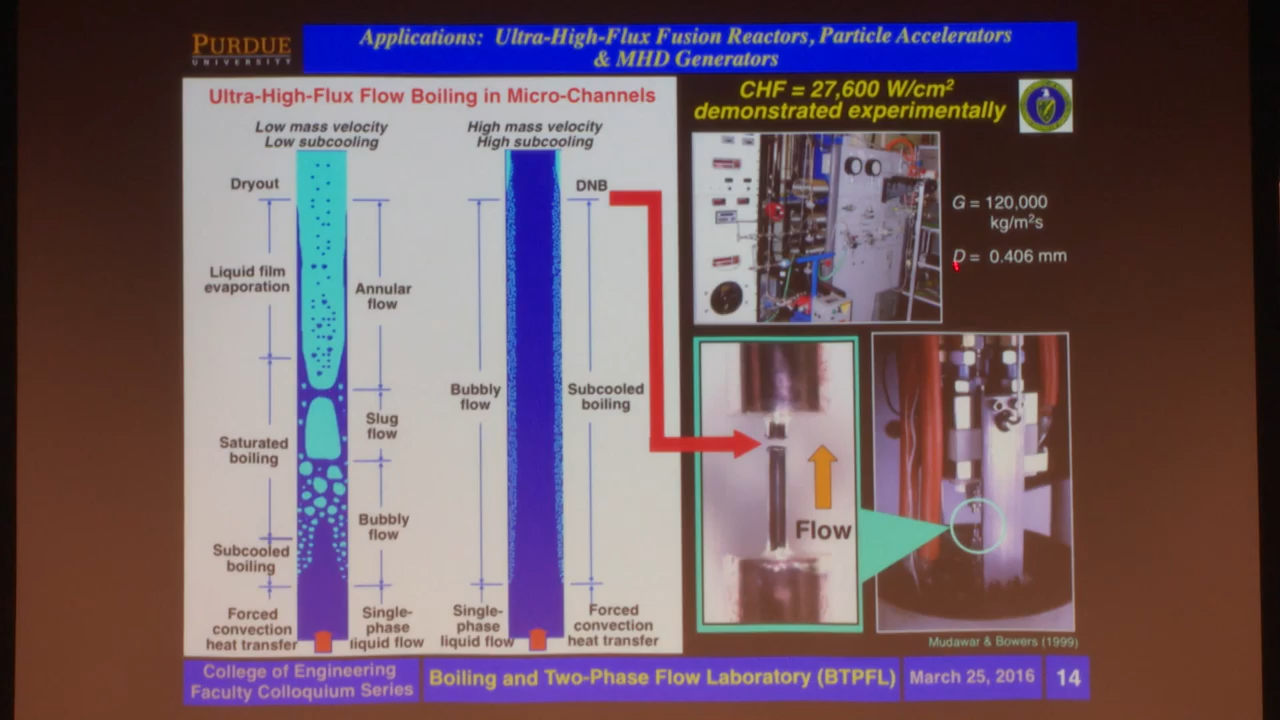 PURDUE
UNIVERSITY
Applications: Ultra-High-Flux Fusion Reactors, Particle Accelerators
& MHD Generators
Ultra-High-Flux Flow Boiling in Micro-Channels
Low mass velocity
Low subcooling
High mass velocity
High subcooling
Dryout
DNB
Liquid film
evaporation
Annular
flow
Bubbly
flow
Subcooled
boiling
Slug
flow
Saturated
boiling
Bubbly
flow
Subcooled
boiling
Forced
convection
heat transfer
Single-
phase
liquid flow
Single-
phase
liquid flow
Forced
convection
heat transfer
CHF = 27,600 W/cm²
demonstrated experimentally
G = 120,000
kg/m²s
D = 0.406 mm
Flow
Mudawar & Bowers (1999)
College of Engineering
Faculty Colloquium Series
Boiling and Two-Phase Flow Laboratory (BTPFL)
March 25, 2016
14